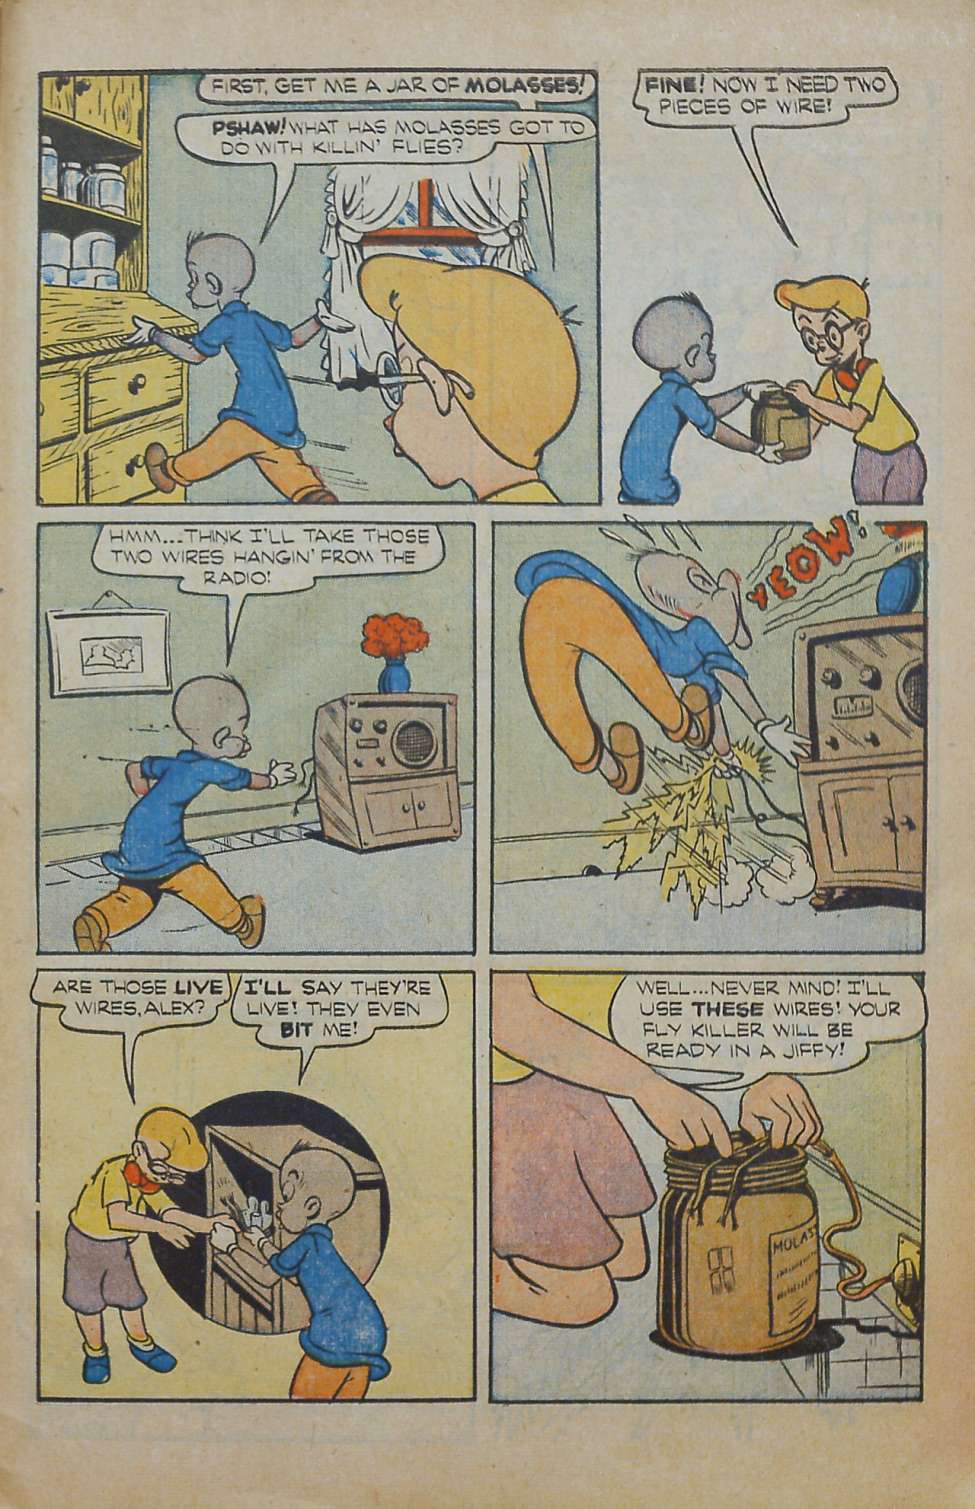 FIRST, GET ME A JAR OF MOLASSES!
PSHAW! WHAT HAS MOLASSES GOT TO
DO WITH KILLIN' FLIES?
FINE! NOW I NEED TWO
PIECES OF WIRE!
HMM...THINK I'LL TAKE THOSE
TWO WIRES HANGIN' FROM THE
RADIO!
YEOW!
ARE THOSE LIVE
WIRES, ALEX?
I'LL SAY THEY'RE
LIVE! THEY EVEN
BIT ME!
WELL...NEVER MIND! I'LL
USE THESE WIRES! YOUR
FLY KILLER WILL BE
READY IN A JIFFY!
MOLAS